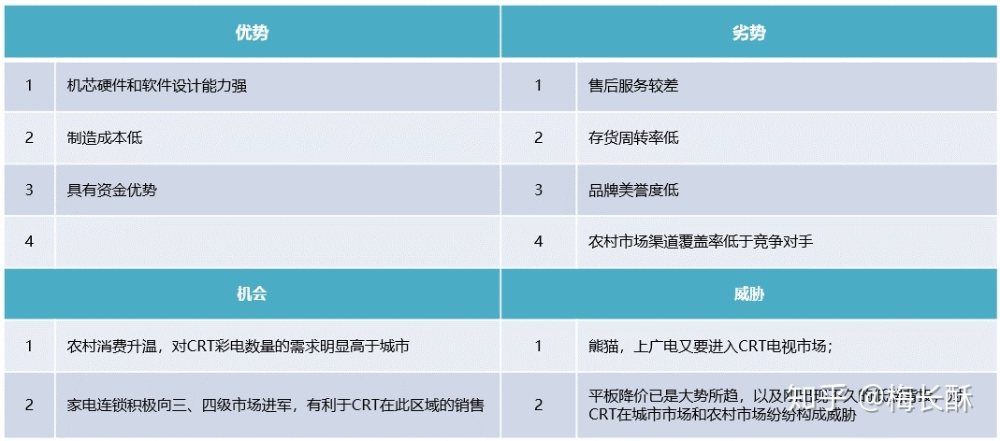 优势 劣势
1 机芯硬件和软件设计能力强 1 售后服务较差
2 制造成本低 2 存货周转率低
3 具有资金优势 3 品牌美誉度低
4 4 农村市场渠道覆盖率低于竞争对手
机会 威胁
1 农村消费升温，对CRT彩电数量的需求明显高于城市 1 熊猫，上广电又要进入CRT电视市场；
2 家电连锁积极向三、四级市场进军，有利于CRT在此区域的销售 2 平板降价已是大势所趋，以及
CRT在城市市场和农村市场纷纷构成威胁
知乎 @梅长酥